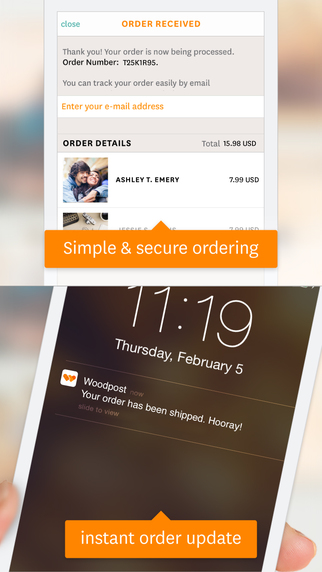 close ORDER RECEIVED
Thank you! Your order is now being processed.
Order Number: T25K1R95.
You can track your order easily by email
Enter your e-mail address
ORDER DETAILS Total 15.98 USD
ASHLEY T. EMERY 7.99 USD
7.99 USD
Simple & secure ordering
11:19
Thursday, February 5
Woodpost now
Your order has been shipped. Hooray!
slide to view
instant order update